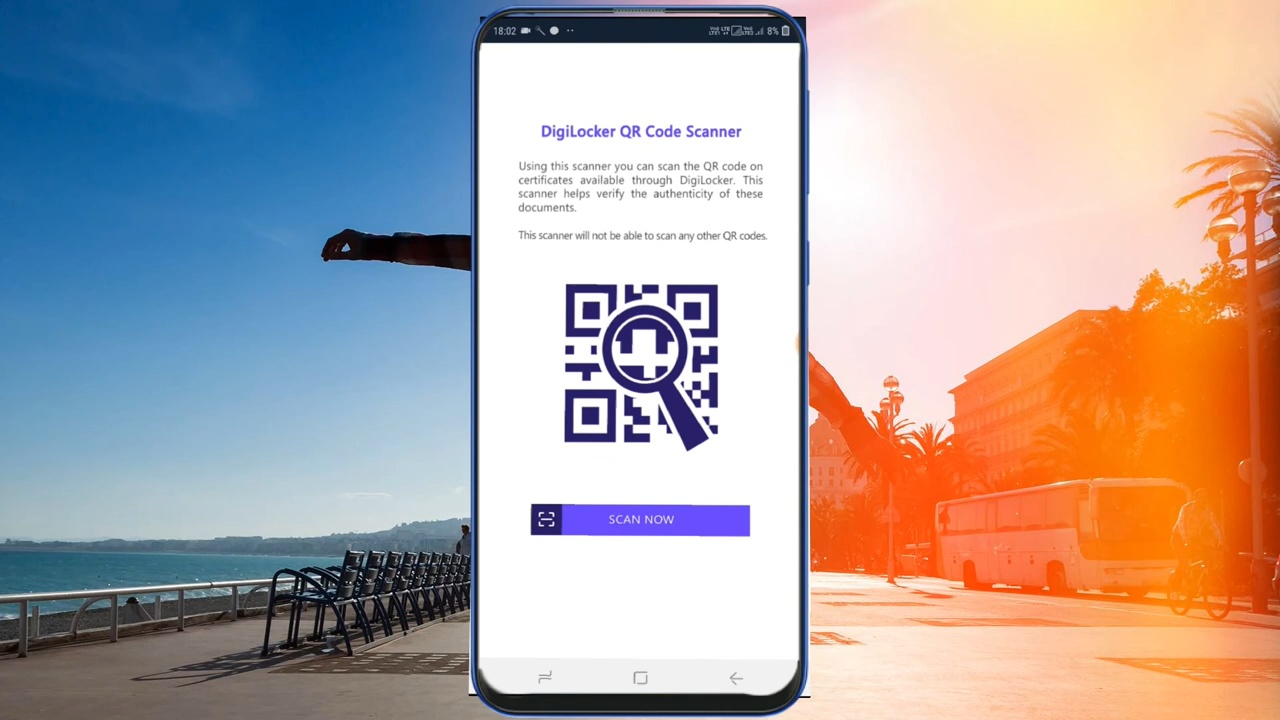 18:02
8%
DigiLocker QR Code Scanner
Using this scanner you can scan the QR code on
certificates available through DigiLocker. This
scanner helps verify the authenticity of these
documents.
This scanner will not be able to scan any other QR codes.
SCAN NOW